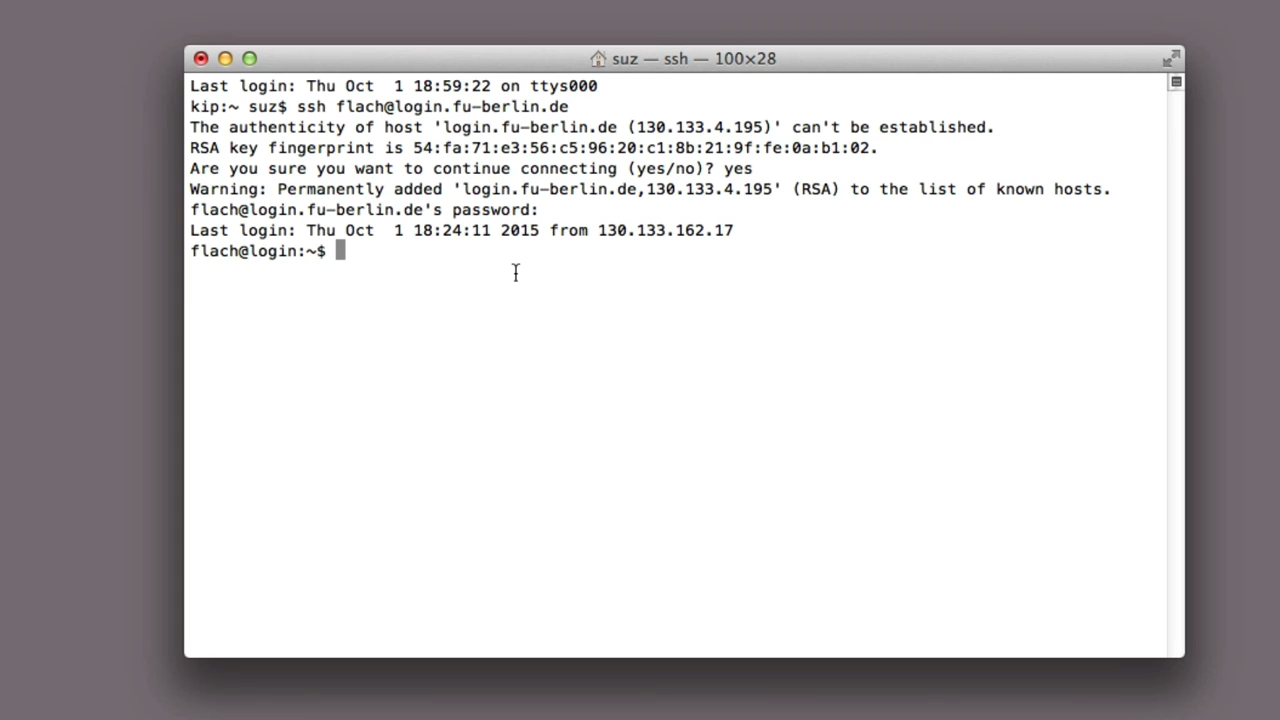 suz — ssh — 100×28
Last login: Thu Oct  1 18:59:22 on ttys000
kip:~ suz$ ssh flach@login.fu-berlin.de
The authenticity of host 'login.fu-berlin.de (130.133.4.195)' can't be established.
RSA key fingerprint is 54:fa:71:e3:56:c5:96:20:c1:8b:21:9f:fe:0a:b1:02.
Are you sure you want to continue connecting (yes/no)? yes
Warning: Permanently added 'login.fu-berlin.de,130.133.4.195' (RSA) to the list of known hosts.
flach@login.fu-berlin.de's password:
Last login: Thu Oct  1 18:24:11 2015 from 130.133.162.17
flach@login:~$